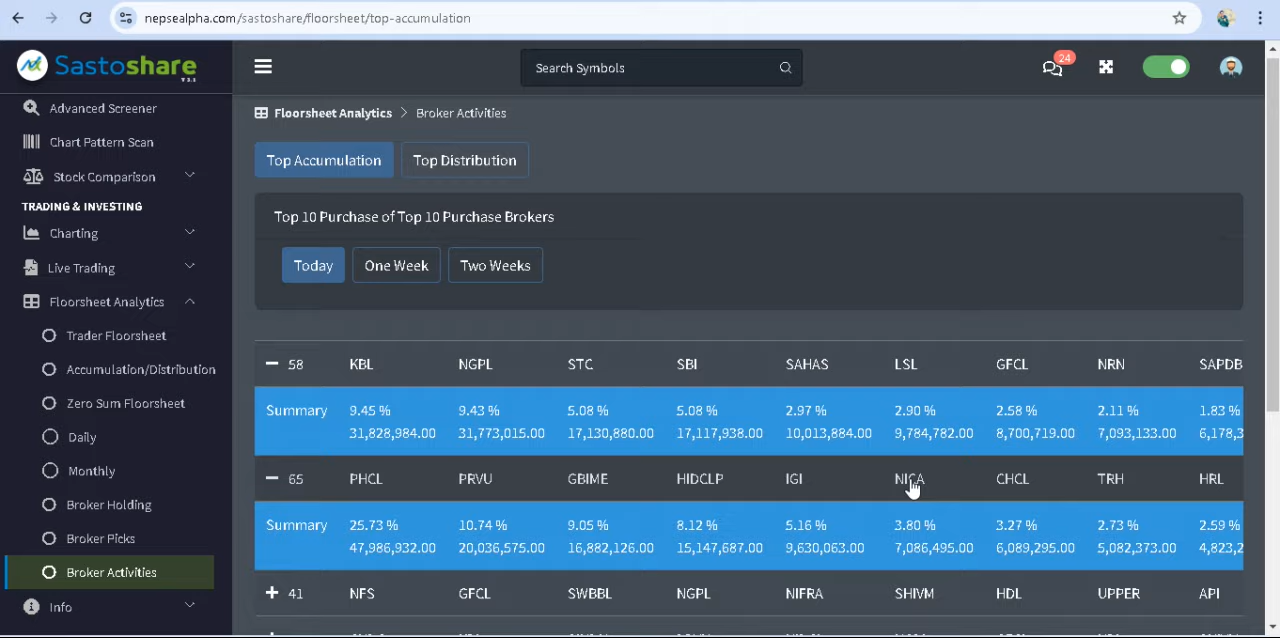 nepsealpha.com/sastoshare/floorsheet/top-accumulation
Sastoshare
Search Symbols
24
Advanced Screener
Chart Pattern Scan
Stock Comparison
TRADING & INVESTING
Charting
Live Trading
Floorsheet Analytics
Trader Floorsheet
Accumulation/Distribution
Zero Sum Floorsheet
Daily
Monthly
Broker Holding
Broker Picks
Broker Activities
Info
Floorsheet Analytics > Broker Activities
Top Accumulation Top Distribution
Top 10 Purchase of Top 10 Purchase Brokers
Today One Week Two Weeks
58 KBL NGPL STC SBI SAHAS LSL GFCL NRN SAPDB
Summary 9.45 % 9.43 % 5.08 % 5.08 % 2.97 % 2.90 % 2.58 % 2.11 % 1.83 %
31,828,984.00 31,773,015.00 17,130,880.00 17,117,938.00 10,013,884.00 9,784,782.00 8,700,719.00 7,093,133.00 6,178,3
65 PHCL PRVU GBIME HIDCLP IGI NICA CHCL TRH HRL
Summary 25.73 % 10.74 % 9.05 % 8.12 % 5.16 % 3.80 % 3.27 % 2.73 % 2.59 %
47,986,932.00 20,036,575.00 16,882,126.00 15,147,687.00 9,630,063.00 7,086,495.00 6,089,295.00 5,082,373.00 4,823,2
41 NFS GFCL SWBBL NGPL NIFRA SHIVM HDL UPPER API